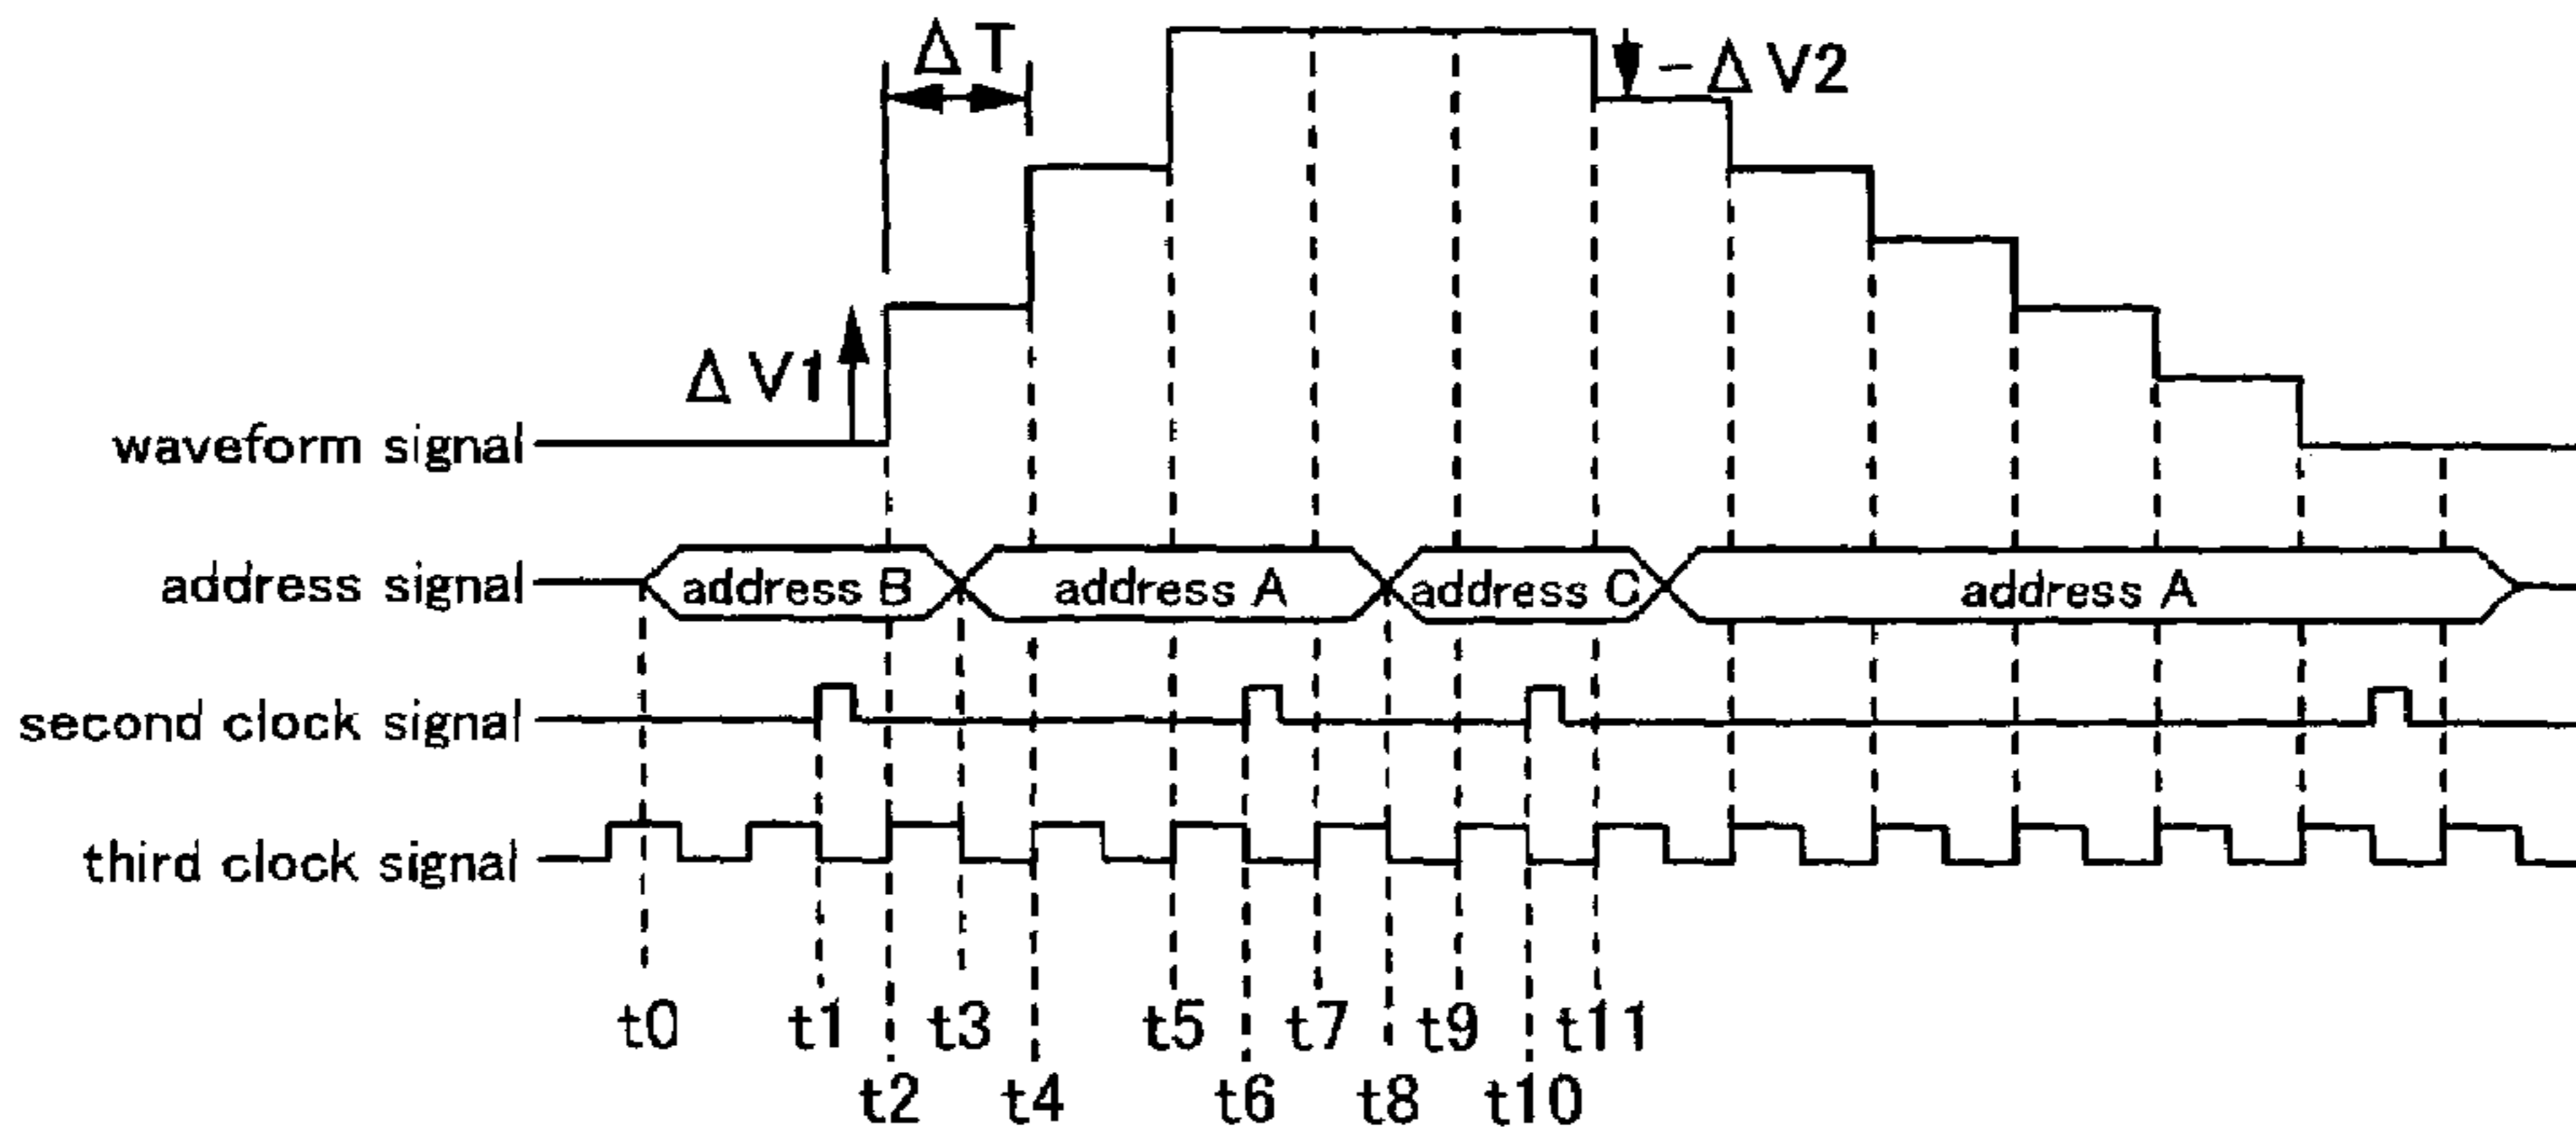 ΔT
-ΔV2
ΔV1
waveform signal
address signal
address B
address A
address C
address A
second clock signal
third clock signal
t0 t1 t3 t5 t7 t9 t11
t2 t4 t6 t8 t10